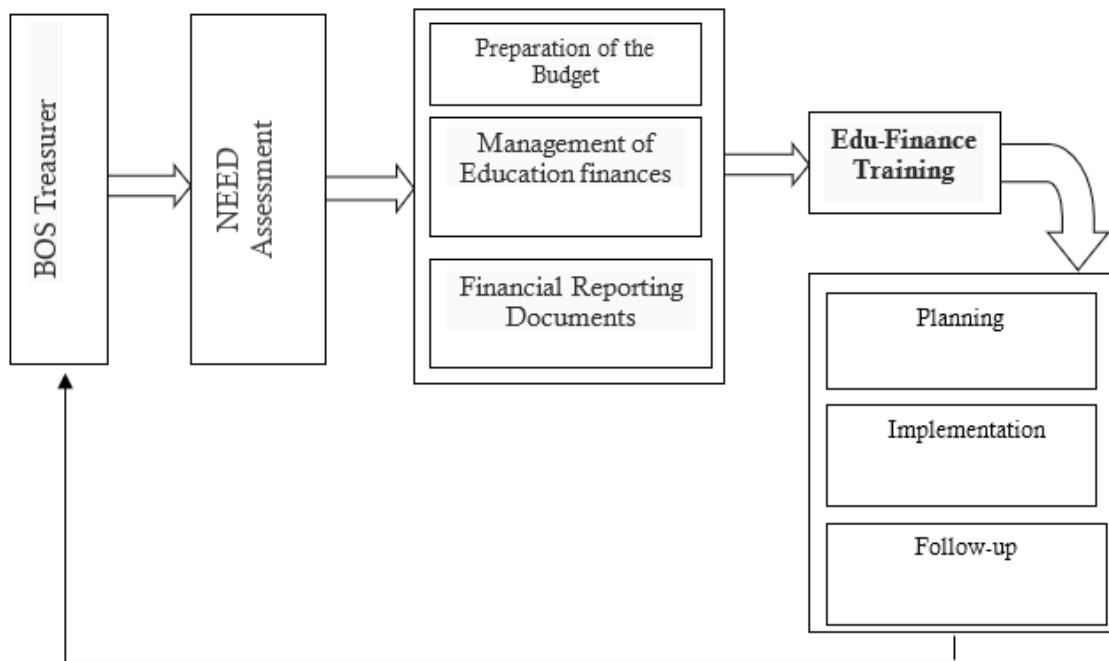 BOS Treasurer
NEED
Assessment
Preparation of the
Budget
Management of
Education finances
Financial Reporting
Documents
Edu-Finance
Training
Planning
Implementation
Follow-up